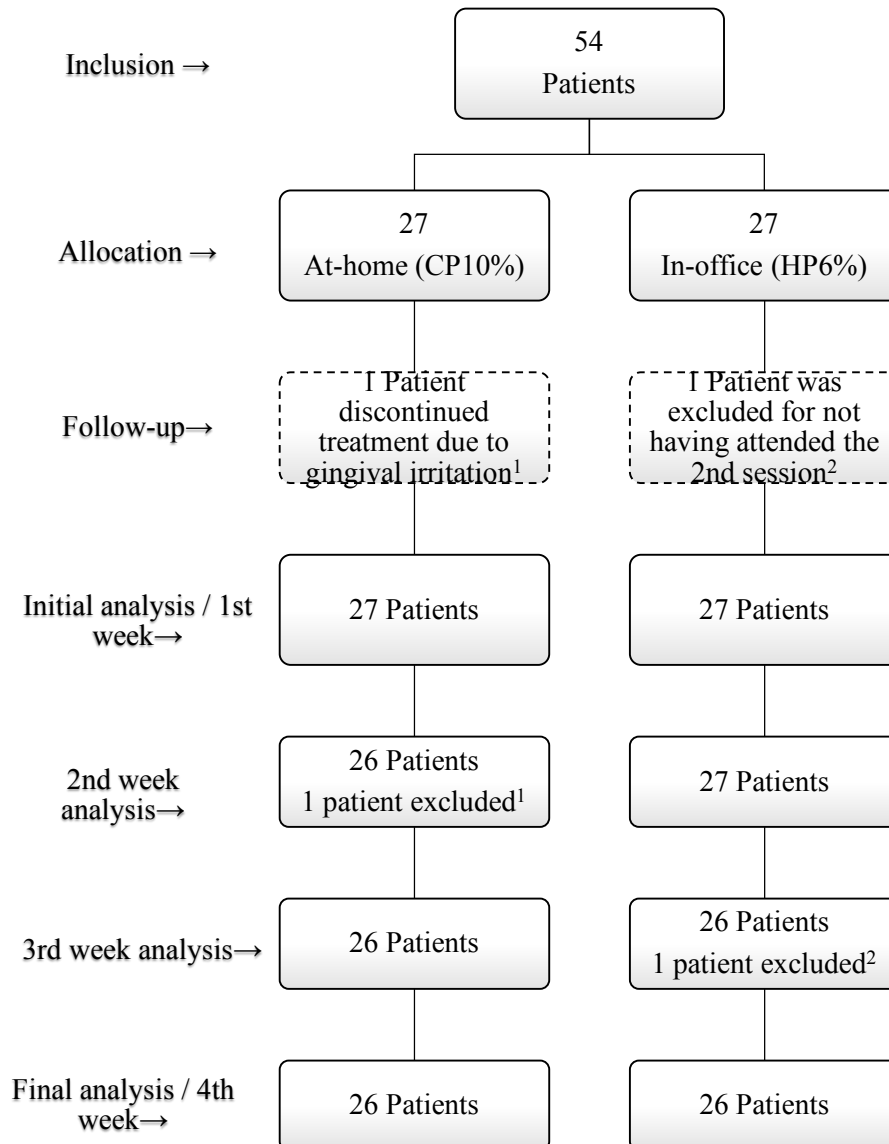 Inclusion →
54
Patients
Allocation →
27
At-home (CP10%)
27
In-office (HP6%)
Follow-up→
1 Patient
discontinued
treatment due to
gingival irritation¹
1 Patient was
excluded for not
having attended the
2nd session²
Initial analysis / 1st
week→
27 Patients
27 Patients
2nd week
analysis→
26 Patients
1 patient excluded¹
27 Patients
3rd week analysis→
26 Patients
26 Patients
1 patient excluded²
Final analysis / 4th
week→
26 Patients
26 Patients